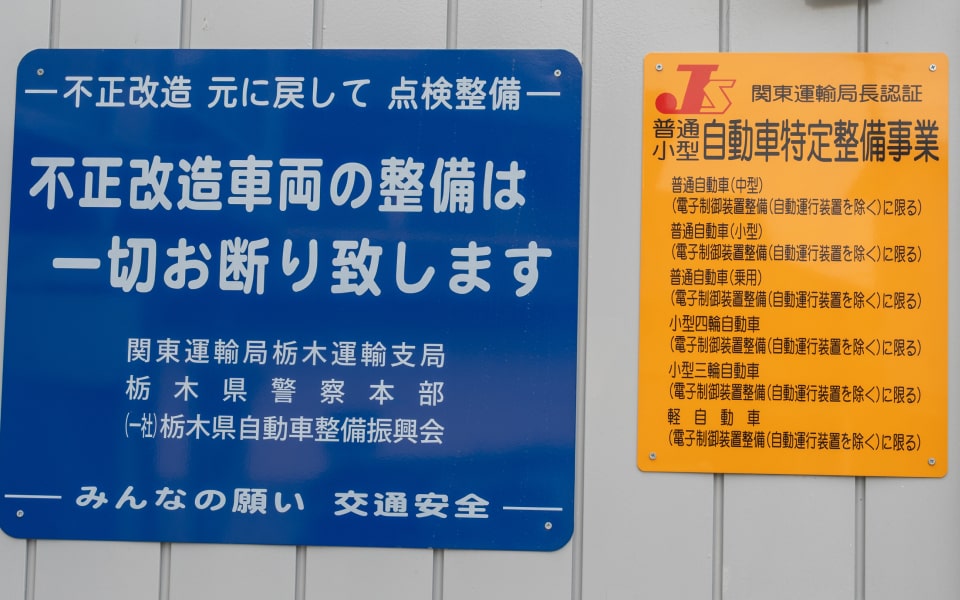 不正改造 元に戻して 点検整備
不正改造車両の整備は
一切お断り致します
関東運輸局栃木運輸支局
栃木県警察本部
(一社)栃木県自動車整備振興会
みんなの願い 交通安全
JS 関東運輸局長認証
普通小型自動車特定整備事業
普通自動車(中型)
(電子制御装置整備(自動運行装置を除く)に限る)
普通自動車(小型)
(電子制御装置整備(自動運行装置を除く)に限る)
普通自動車(乗用)
(電子制御装置整備(自動運行装置を除く)に限る)
小型四輪自動車
(電子制御装置整備(自動運行装置を除く)に限る)
小型三輪自動車
(電子制御装置整備(自動運行装置を除く)に限る)
軽自動車
(電子制御装置整備(自動運行装置を除く)に限る)